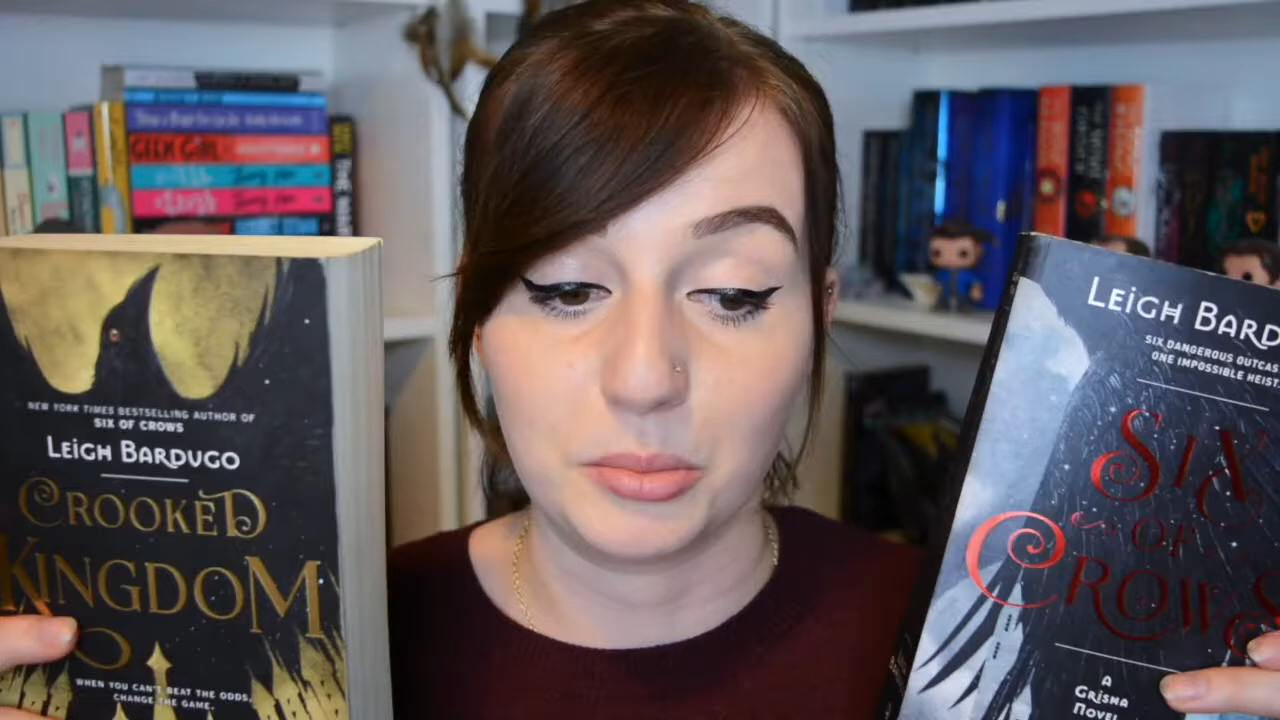 GEEK GIRL
NEW YORK TIMES BESTSELLING AUTHOR OF
SIX OF CROWS
LEIGH BARDUGO
CROOKED
KINGDOM
WHEN YOU CAN'T BEAT THE ODDS,
CHANGE THE GAME.
LEIGH BARD
SIX DANGEROUS OUTCAS
ONE IMPOSSIBLE HEIST.
SIX
OF
CROWS
A
GRISHA
NOVEL